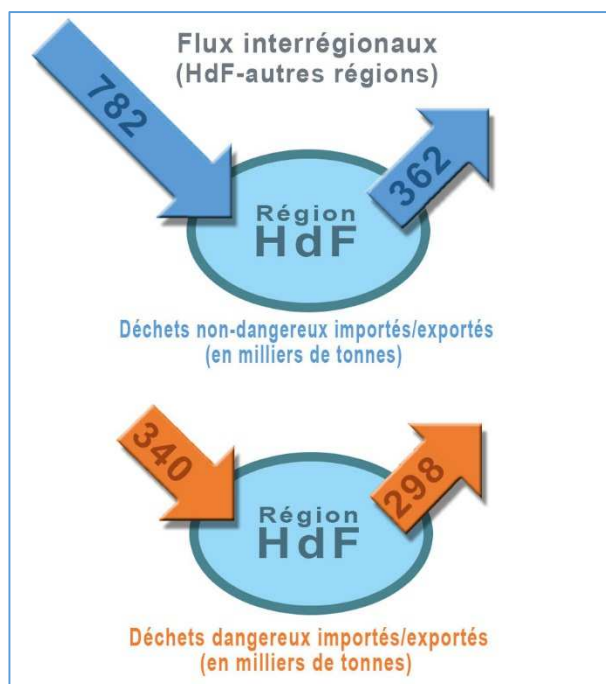 Flux interrégionaux
(HdF-autres régions)
782
362
Région
HdF
Déchets non-dangereux importés/exportés
(en milliers de tonnes)
340
298
Région
HdF
Déchets dangereux importés/exportés
(en milliers de tonnes)